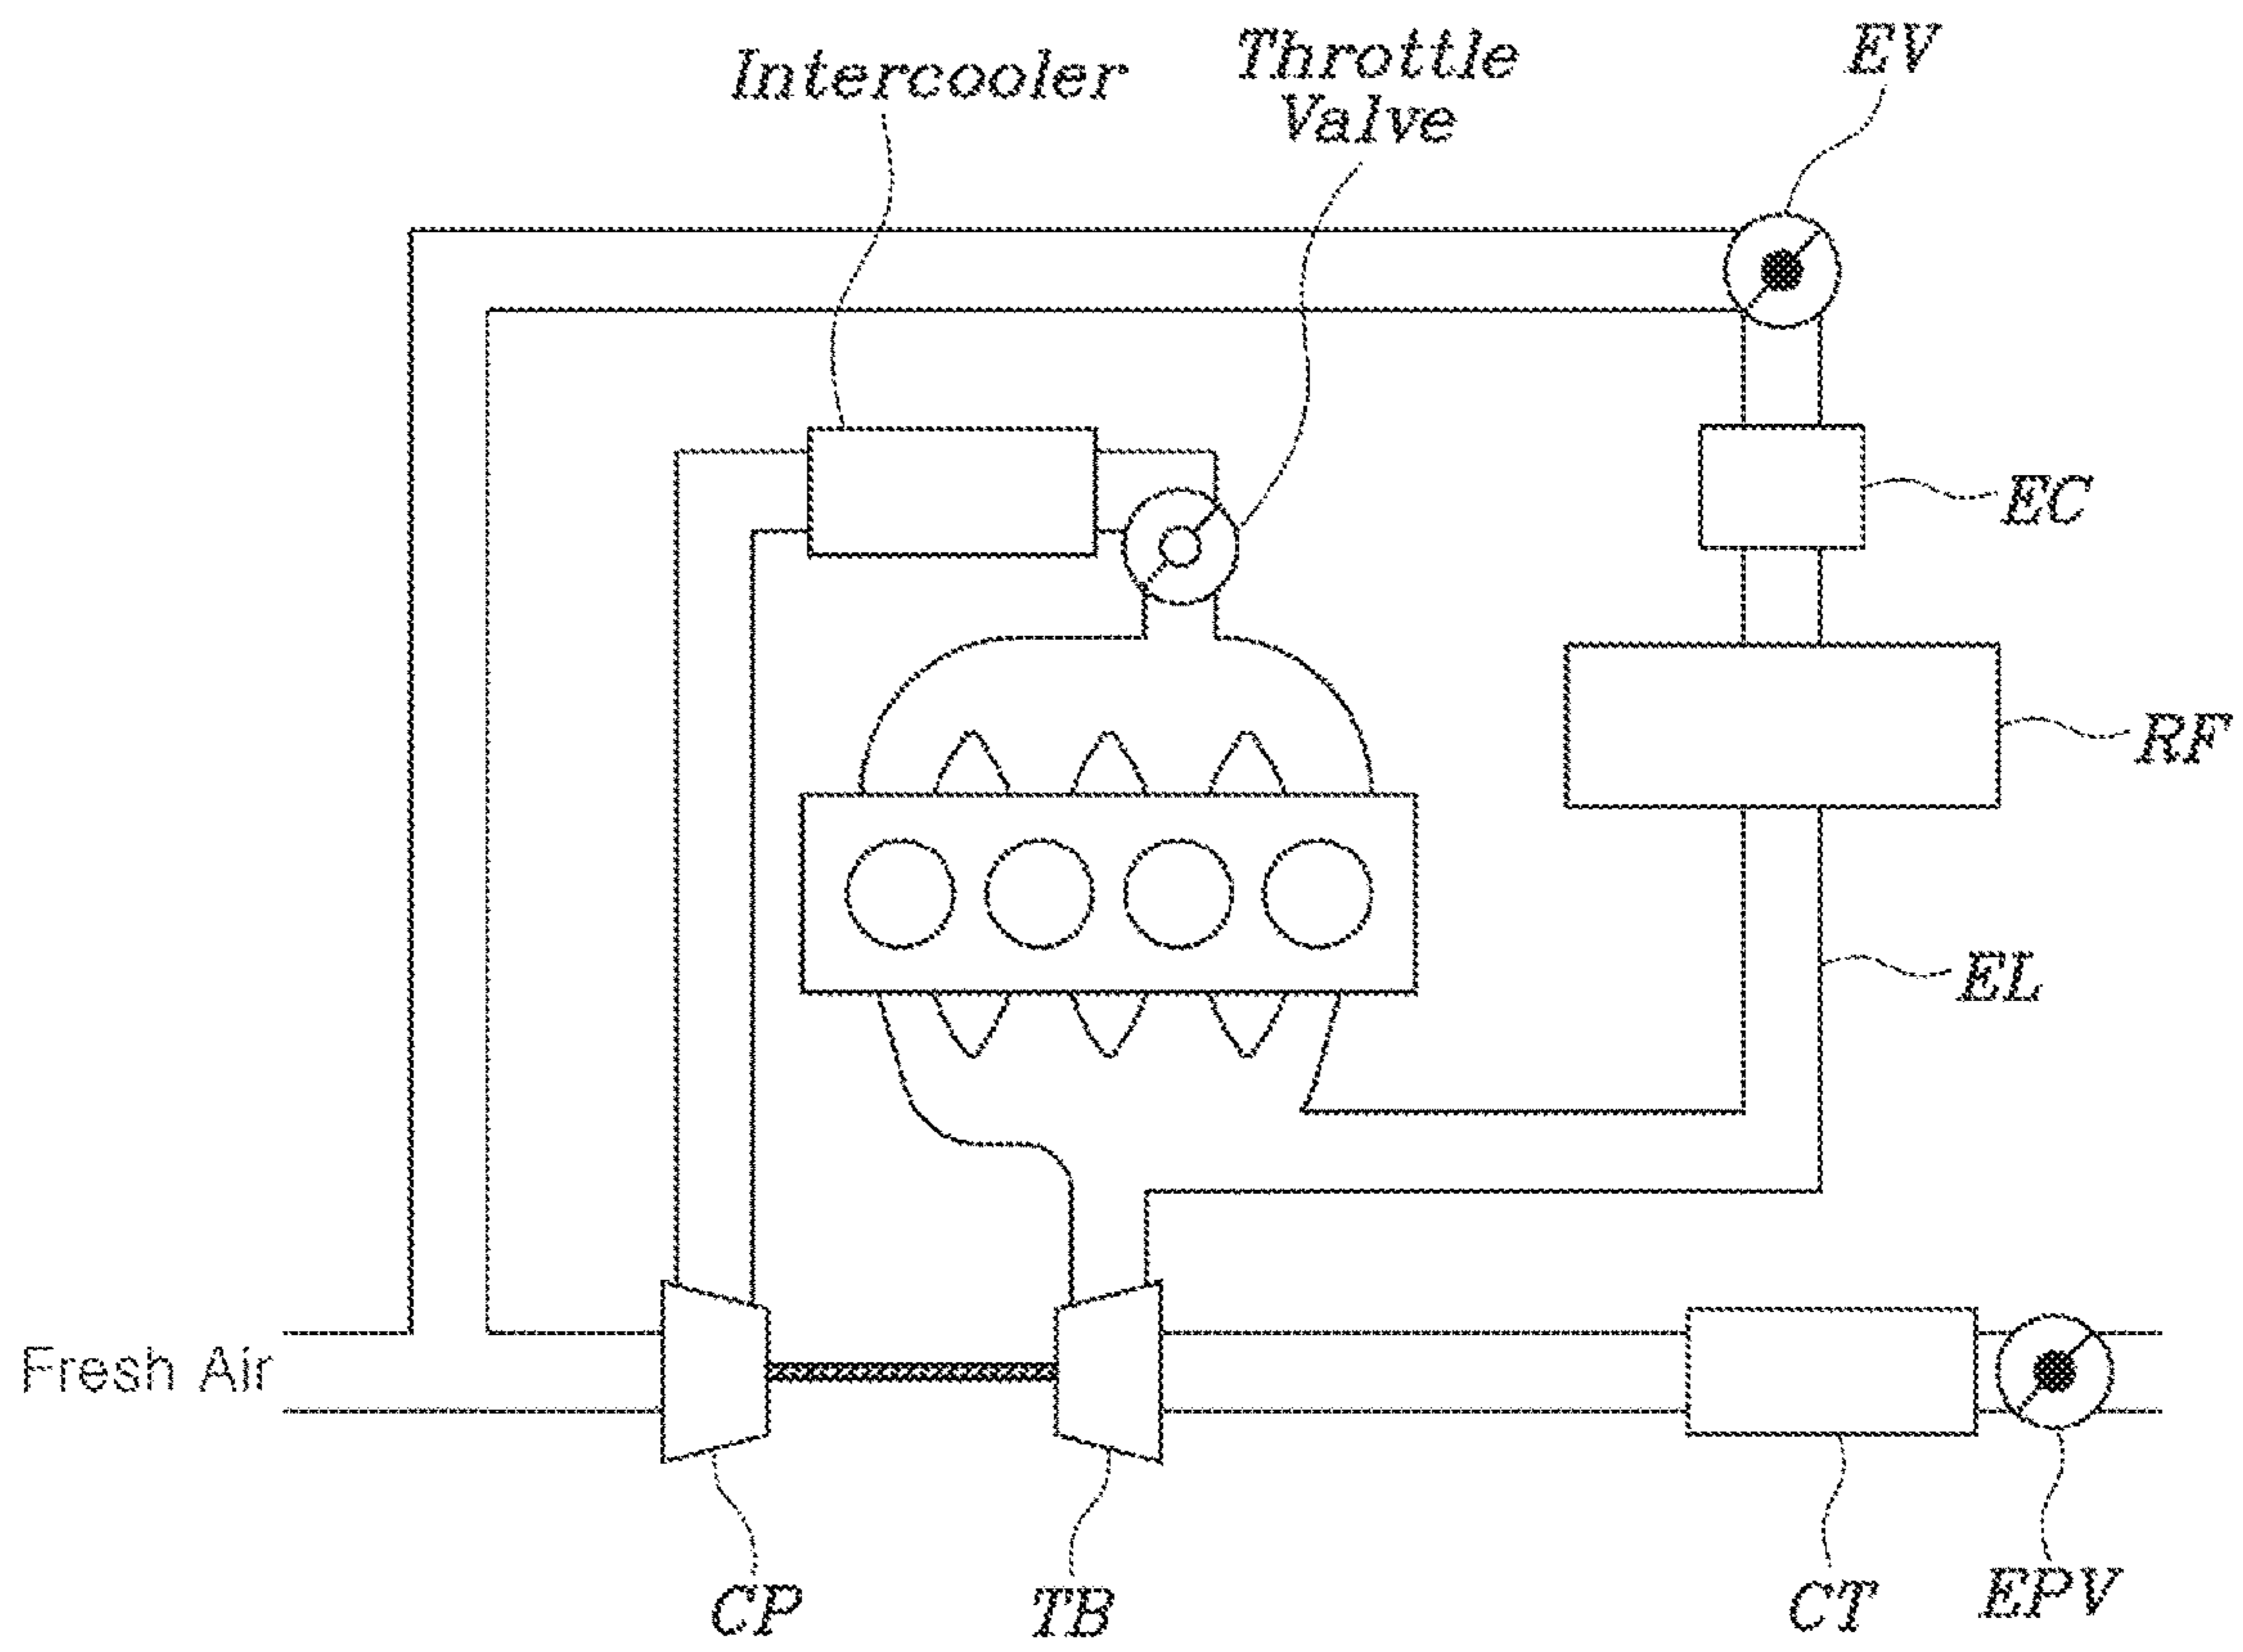 Intercooler
Throttle
Valve
EV
EC
RF
EL
Fresh Air
CP
TB
CT
EPV